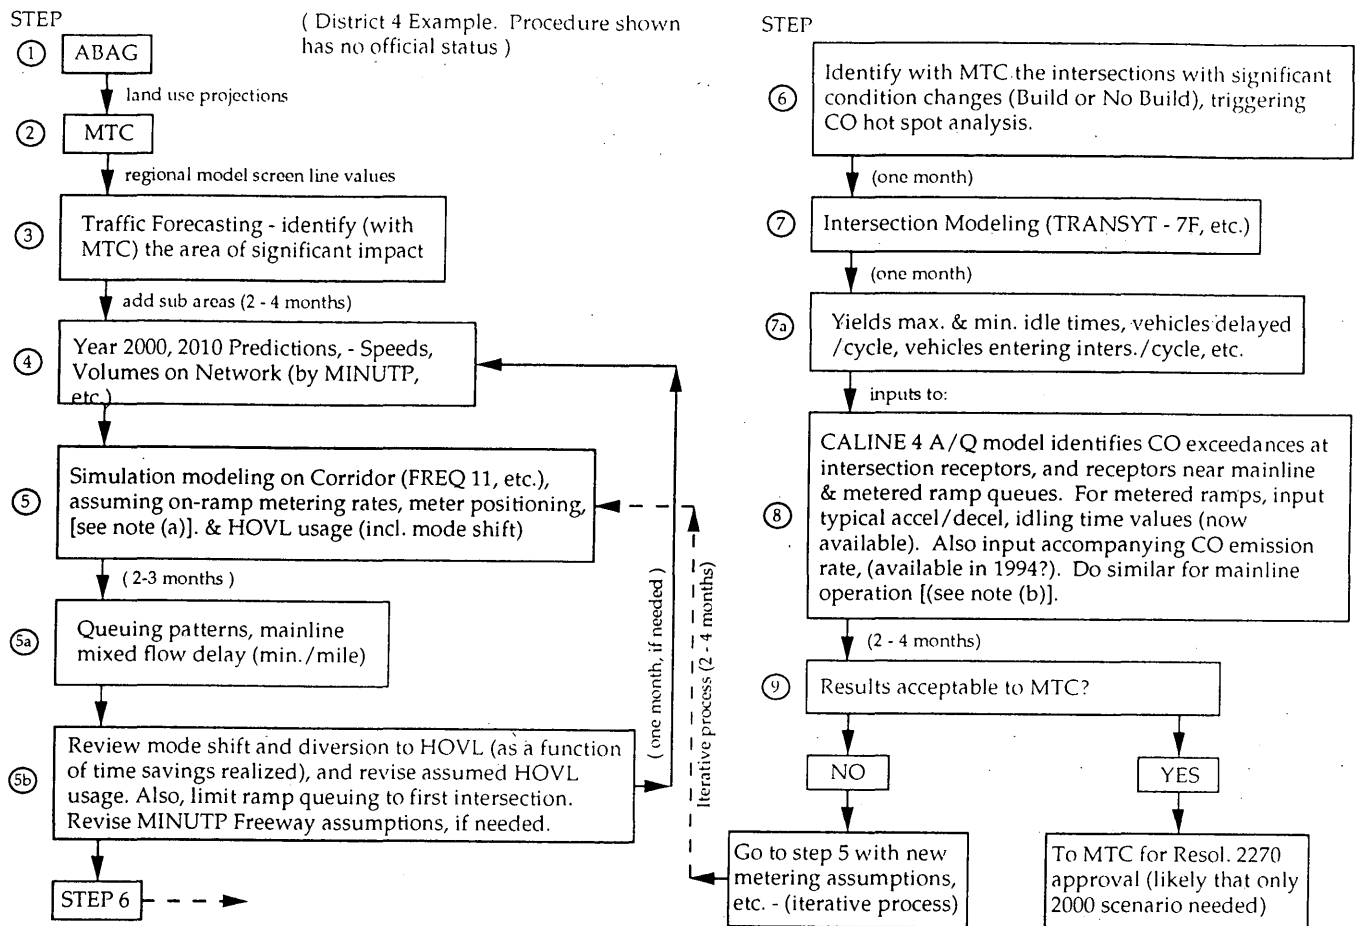 STEP
( District 4 Example. Procedure shown
has no official status )
1
ABAG
land use projections
2
MTC
regional model screen line values
3
Traffic Forecasting - identify (with
MTC) the area of significant impact
add sub areas (2 - 4 months)
4
Year 2000, 2010 Predictions, - Speeds,
Volumes on Network (by MINUTP,
etc.)
5
Simulation modeling on Corridor (FREQ 11, etc.),
assuming on-ramp metering rates, meter positioning,
[see note (a)]. & HOVL usage (incl. mode shift)
( 2-3 months )
5a
Queuing patterns, mainline
mixed flow delay (min./mile)
5b
Review mode shift and diversion to HOVL (as a function
of time savings realized), and revise assumed HOVL
usage. Also, limit ramp queuing to first intersection.
Revise MINUTP Freeway assumptions, if needed.
STEP 6
( one month, if needed )
Iterative process (2 - 4 months)
STEP
6
Identify with MTC the intersections with significant
condition changes (Build or No Build), triggering
CO hot spot analysis.
(one month)
7
Intersection Modeling (TRANSYT - 7F, etc.)
(one month)
7a
Yields max. & min. idle times, vehicles delayed
/cycle, vehicles entering inters./cycle, etc.
inputs to:
8
CALINE 4 A/Q model identifies CO exceedances at
intersection receptors, and receptors near mainline
& metered ramp queues. For metered ramps, input
typical accel/decel, idling time values (now
available). Also input accompanying CO emission
rate, (available in 1994?). Do similar for mainline
operation [(see note (b)].
(2 - 4 months)
9
Results acceptable to MTC?
NO
YES
Go to step 5 with new
metering assumptions,
etc. - (iterative process)
To MTC for Resol. 2270
approval (likely that only
2000 scenario needed)